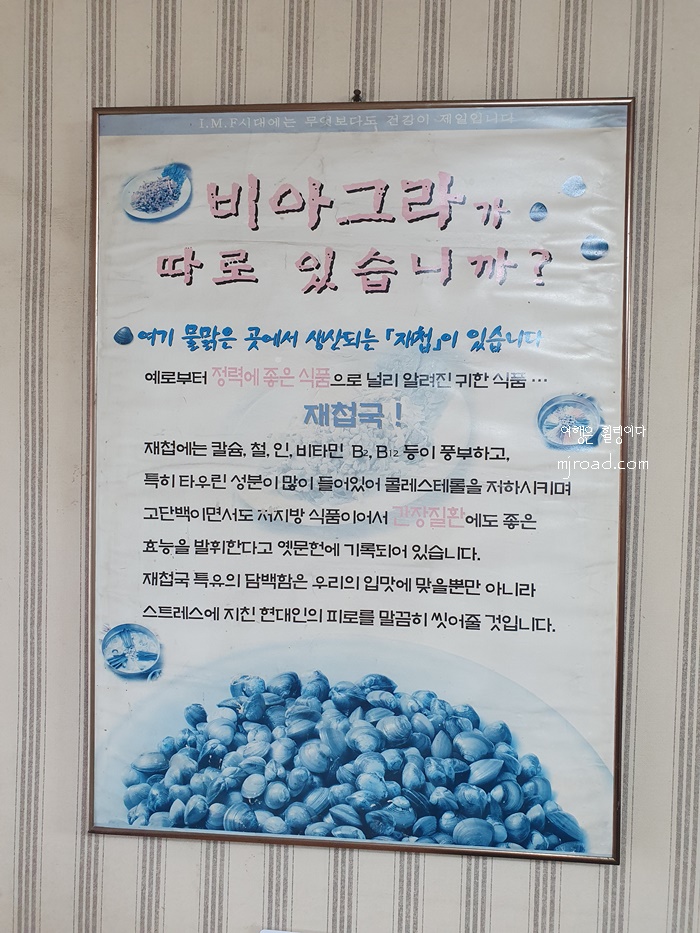 I.M.F시대에는 무엇보다도 건강이 제일입니다
비아그라가
따로 있습니까?
여기 물맑은 곳에서 생산되는 「재첩」이 있습니다
예로부터 정력에 좋은 식품으로 널리 알려진 귀한 식품 …
재첩국 !
여행은 힐링이다
mjroad.com
재첩에는 칼슘, 철, 인, 비타민 B₂, B₁₂ 등이 풍부하고,
특히 타우린 성분이 많이 들어있어 콜레스테롤을 저하시키며
고단백이면서도 저지방 식품이어서 간장질환에도 좋은
효능을 발휘한다고 옛문헌에 기록되어 있습니다.
재첩국 특유의 담백함은 우리의 입맛에 맞을뿐만 아니라
스트레스에 지친 현대인의 피로를 말끔히 씻어줄 것입니다.